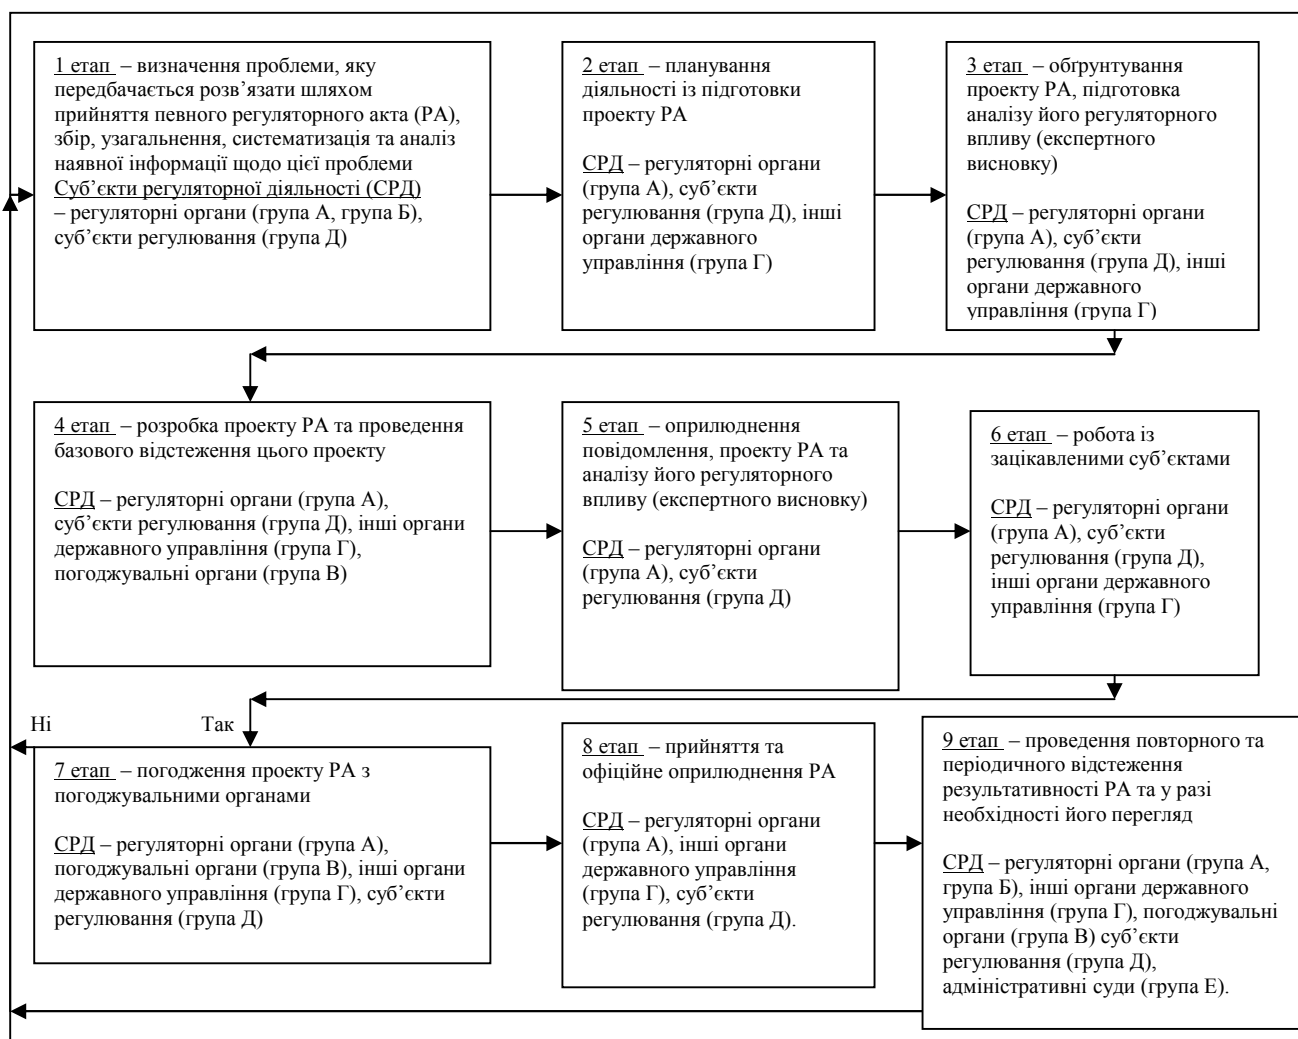 1 етап – визначення проблеми, яку
передбачається розв’язати шляхом
прийняття певного регуляторного акта (РА),
збір, узагальнення, систематизація та аналіз
наявної інформації щодо цієї проблеми
Суб’єкти регуляторної діяльності (СРД)
– регуляторні органи (група А, група Б),
суб’єкти регулювання (група Д)
2 етап – планування
діяльності із підготовки
проекту РА
СРД – регуляторні органи
(група А), суб’єкти
регулювання (група Д), інші
органи державного
управління (група Г)
3 етап – обґрунтування
проекту РА, підготовка
аналізу його регуляторного
впливу (експертного
висновку)
СРД – регуляторні органи
(група А), суб’єкти
регулювання (група Д), інші
органи державного
управління (група Г)
4 етап – розробка проекту РА та проведення
базового відстеження цього проекту
СРД – регуляторні органи (група А),
суб’єкти регулювання (група Д), інші органи
державного управління (група Г),
погоджувальні органи (група В)
5 етап – оприлюднення
повідомлення, проекту РА та
аналізу його регуляторного
впливу (експертного висновку)
СРД – регуляторні органи
(група А), суб’єкти
регулювання (група Д)
6 етап – робота із
зацікавленими суб’єктами
СРД – регуляторні органи
(група А), суб’єкти
регулювання (група Д),
інші органи державного
управління (група Г)
Ні
Так
7 етап – погодження проекту РА з
погоджувальними органами
СРД – регуляторні органи (група А),
погоджувальні органи (група В), інші органи
державного управління (група Г), суб’єкти
регулювання (група Д)
8 етап – прийняття та
офіційне оприлюднення РА
СРД – регуляторні органи
(група А), інші органи
державного управління
(група Г), суб’єкти
регулювання (група Д).
9 етап – проведення повторного та
періодичного відстеження
результативності РА та у разі
необхідності його перегляд
СРД – регуляторні органи (група А,
група Б), інші органи державного
управління (група Г), погоджувальні
органи (група В) суб’єкти
регулювання (група Д),
адміністративні суди (група Е).